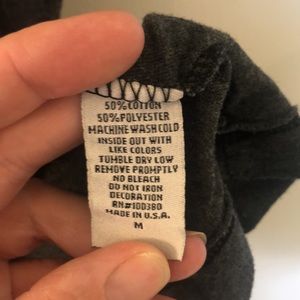 50% COTTON
50% POLYESTER
MACHINE WASH COLD
INSIDE OUT WITH
LIKE COLORS
TUMBLE DRY LOW
REMOVE PROMPTLY
NO BLEACH
DO NOT IRON
DECORATION
RN#100380
MADE IN U.S.A.
M